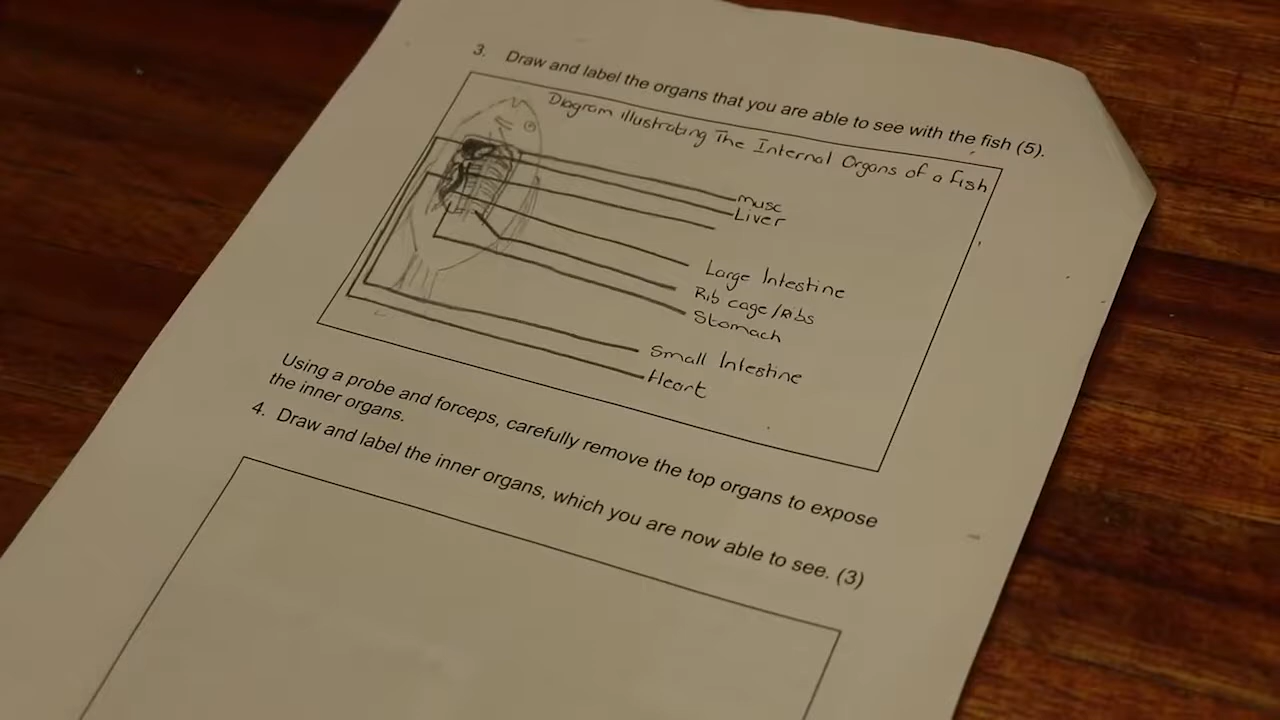 3. Draw and label the organs that you are able to see with the fish (5).
Diagram illustrating The Internal Organs of a fish
musc
Liver
Large Intestine
Rib cage/Ribs
Stomach
Small Intestine
Heart
Using a probe and forceps, carefully remove the top organs to expose
the inner organs.
4. Draw and label the inner organs, which you are now able to see. (3)